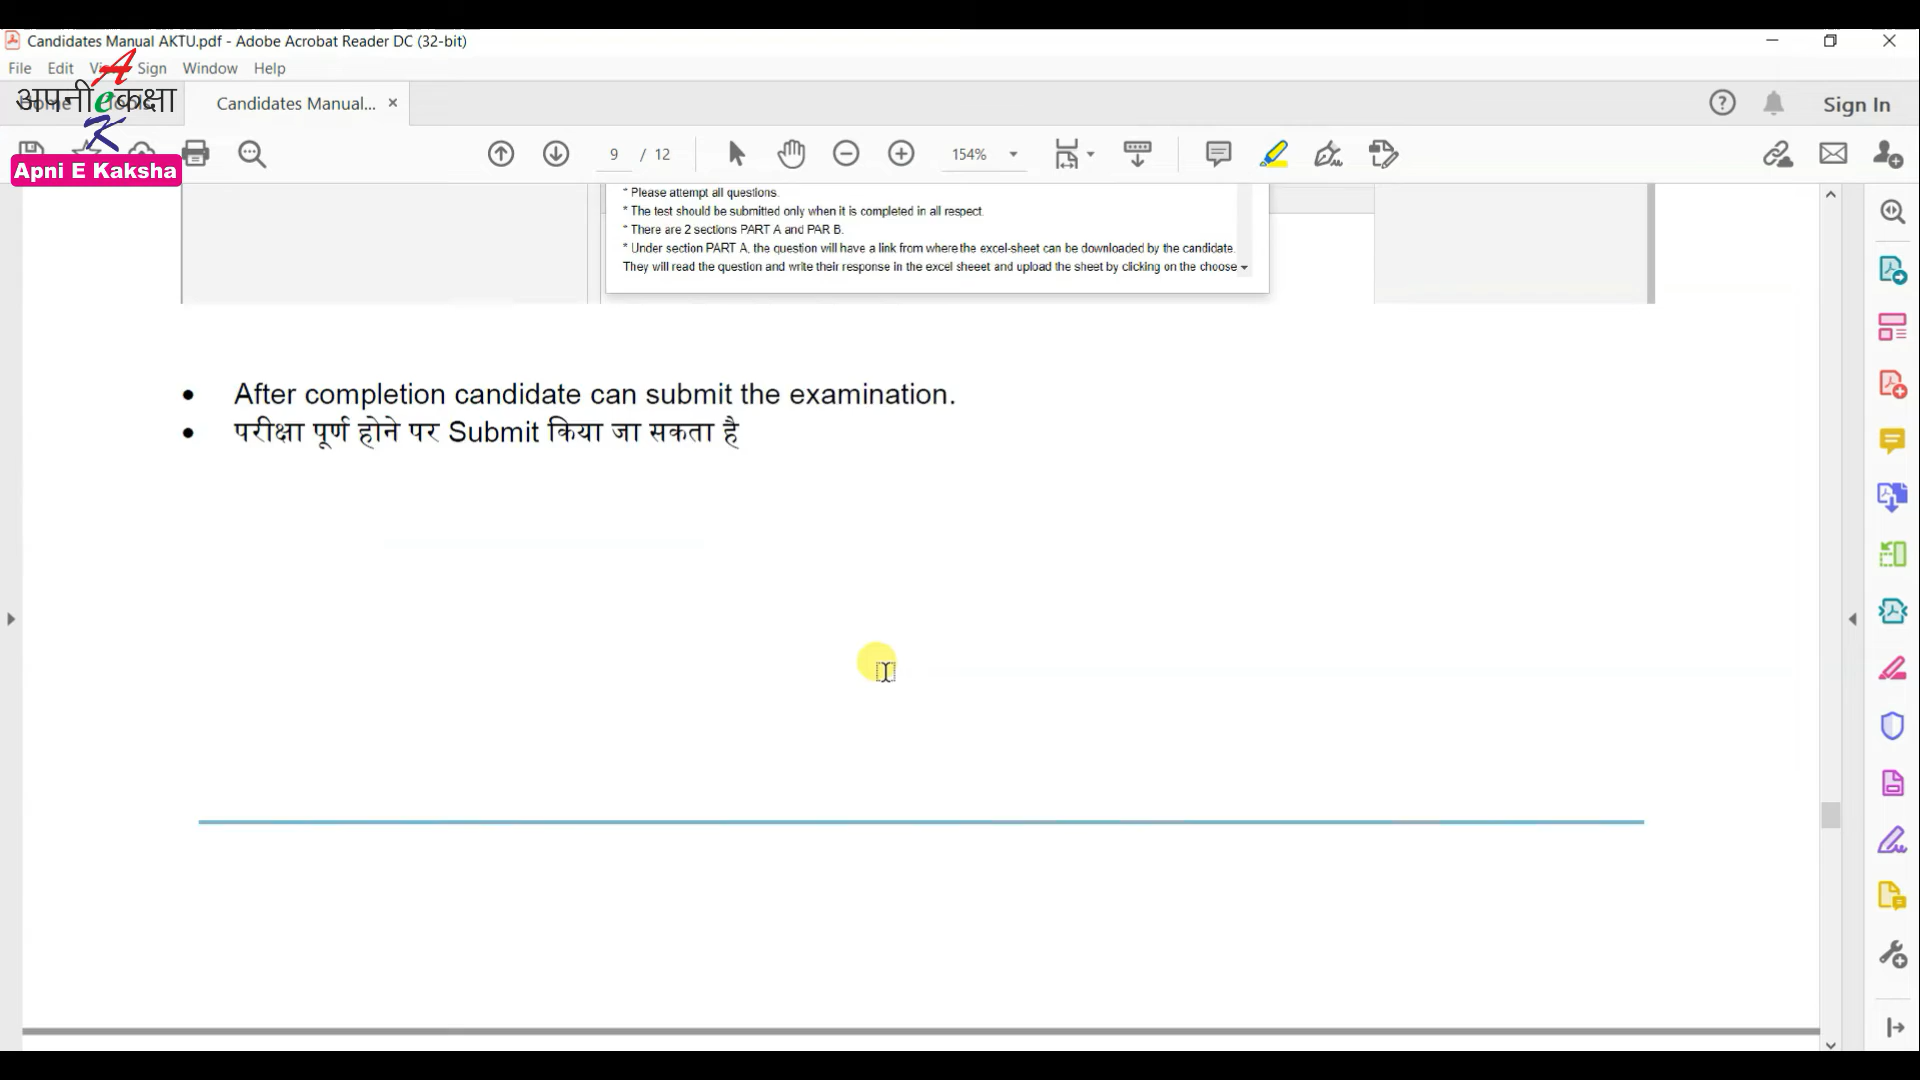 Candidates Manual AKTU.pdf - Adobe Acrobat Reader DC (32-bit)
File Edit Sign Window Help
अपनी e कक्षा
A
K
Apni E Kaksha
Candidates Manual... ×
Sign In
9 / 12
154%
* Please attempt all questions.
* The test should be submitted only when it is completed in all respect.
* There are 2 sections PART A and PAR B.
* Under section PART A, the question will have a link from where the excel-sheet can be downloaded by the candidate.
They will read the question and write their response in the excel sheeet and upload the sheet by clicking on the choose
• After completion candidate can submit the examination.
• परीक्षा पूर्ण होने पर Submit किया जा सकता है